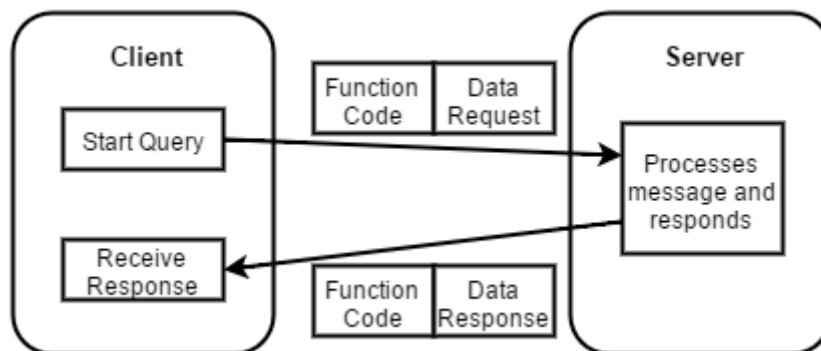 Client
Server
Function
Code
Data
Request
Start Query
Processes
message and
responds
Receive
Response
Function
Code
Data
Response